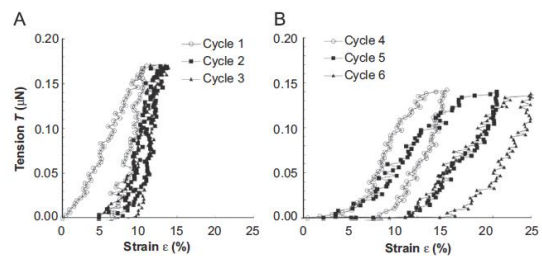 A
B
Tension T (μN)
0.20
0.15
0.10
0.05
0.00
0
5
10
15
20
25
Strain ε (%)
Cycle 1
Cycle 2
Cycle 3
0.20
0.15
0.10
0.05
0.00
0
5
10
15
20
25
Strain ε (%)
Cycle 4
Cycle 5
Cycle 6